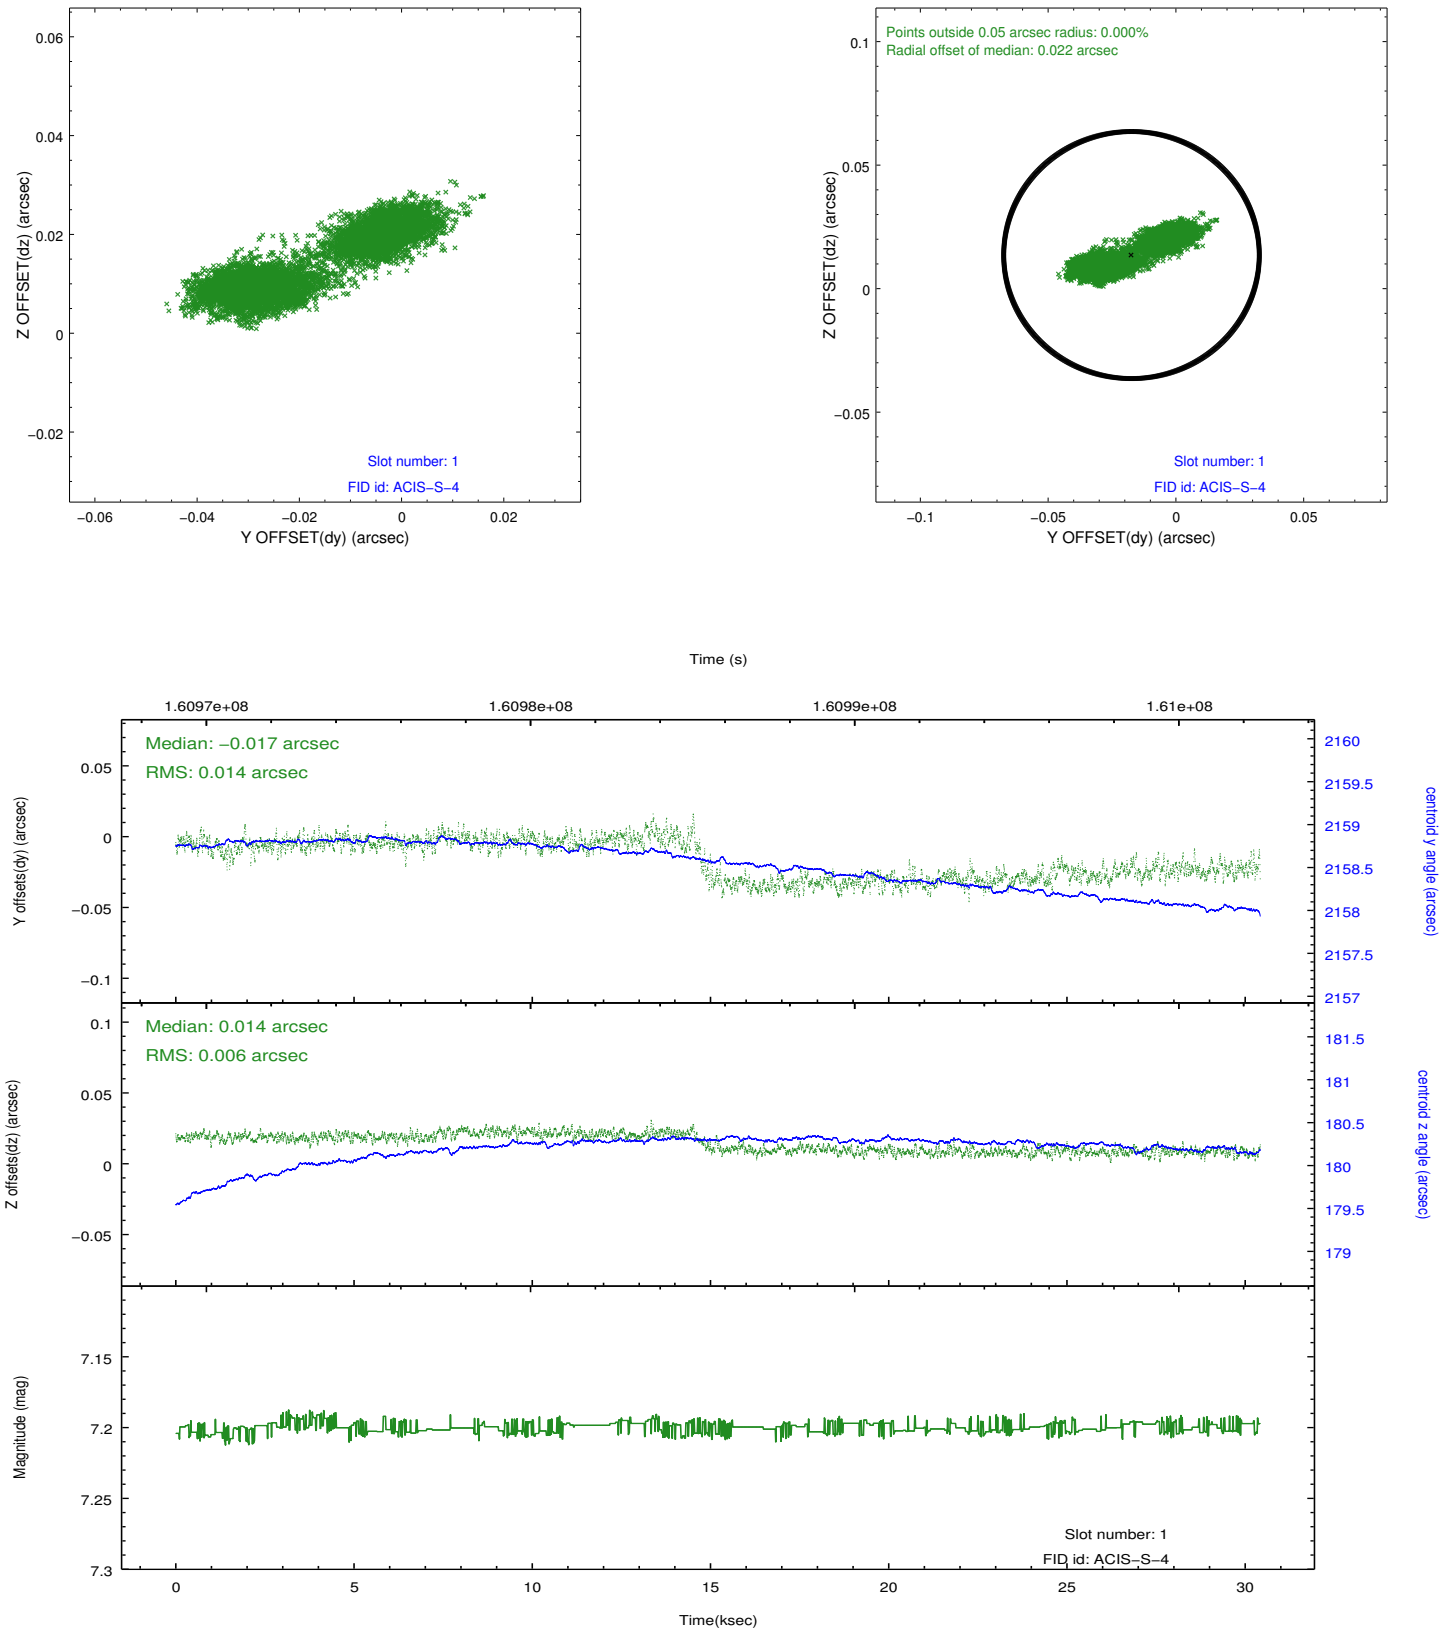 0.06
0.04
0.02
0
−0.02
Z OFFSET(dz) (arcsec)
Slot number: 1
FID id: ACIS−S−4
−0.06
−0.04
−0.02
0
0.02
Y OFFSET(dy) (arcsec)
Points outside 0.05 arcsec radius: 0.000%
Radial offset of median: 0.022 arcsec
0.1
0.05
0
−0.05
Z OFFSET(dz) (arcsec)
Slot number: 1
FID id: ACIS−S−4
−0.1
−0.05
0
0.05
Y OFFSET(dy) (arcsec)
Time (s)
1.6097e+08
1.6098e+08
1.6099e+08
1.61e+08
Median: −0.017 arcsec
RMS: 0.014 arcsec
0.05
0
−0.05
−0.1
Y offsets(dy) (arcsec)
2160
2159.5
2159
2158.5
2158
2157.5
2157
centroid y angle (arcsec)
Median: 0.014 arcsec
RMS: 0.006 arcsec
0.1
0.05
0
−0.05
Z offsets(dz) (arcsec)
181.5
181
180.5
180
179.5
179
centroid z angle (arcsec)
7.15
7.2
7.25
7.3
Magnitude (mag)
Slot number: 1
FID id: ACIS−S−4
0
5
10
15
20
25
30
Time(ksec)